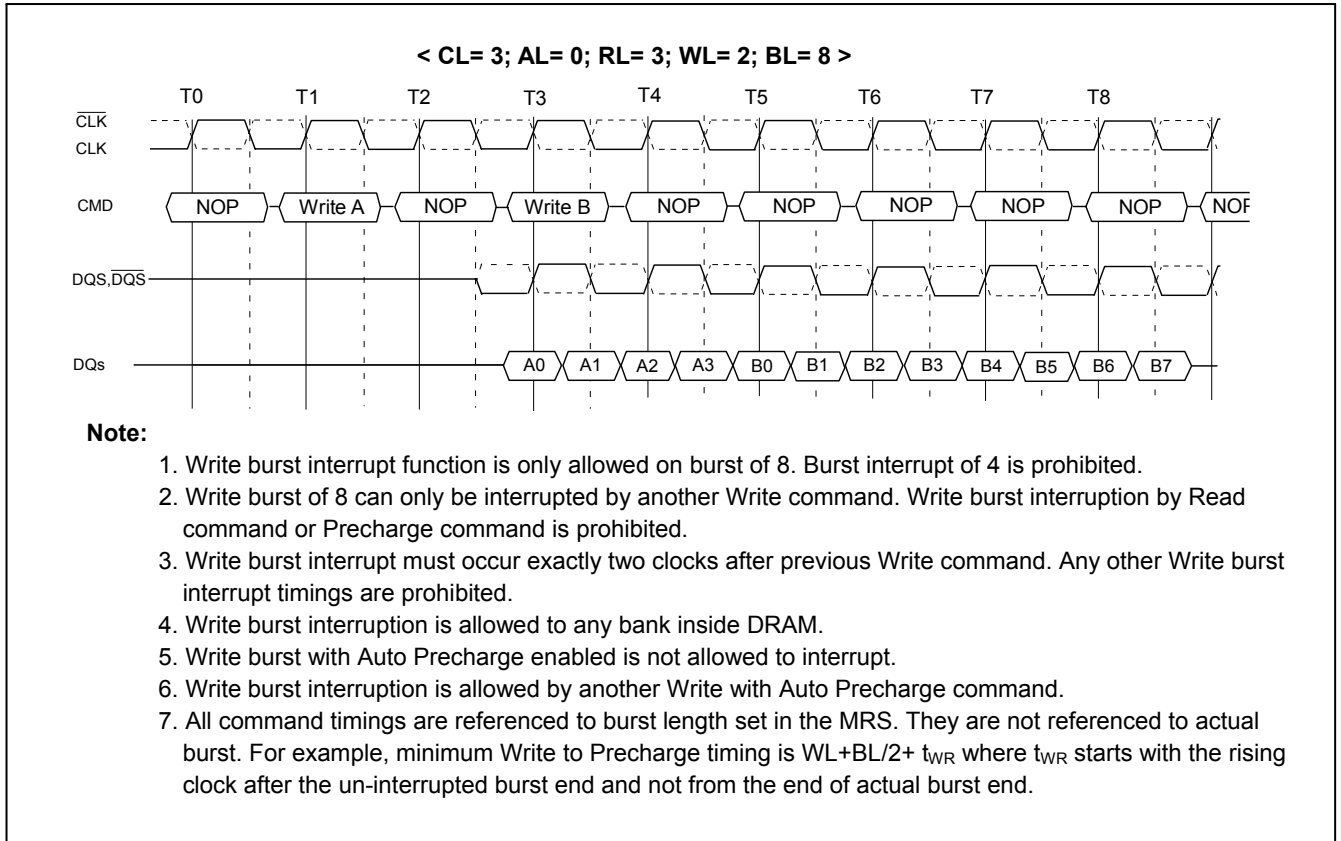 < CL= 3; AL= 0; RL= 3; WL= 2; BL= 8 >
T0 T1 T2 T3 T4 T5 T6 T7 T8
CLK
CLK
CMD NOP Write A NOP Write B NOP NOP NOP NOP NOP NOP
DQS,DQS
DQs A0 A1 A2 A3 B0 B1 B2 B3 B4 B5 B6 B7
Note:
1. Write burst interrupt function is only allowed on burst of 8. Burst interrupt of 4 is prohibited.
2. Write burst of 8 can only be interrupted by another Write command. Write burst interruption by Read
command or Precharge command is prohibited.
3. Write burst interrupt must occur exactly two clocks after previous Write command. Any other Write burst
interrupt timings are prohibited.
4. Write burst interruption is allowed to any bank inside DRAM.
5. Write burst with Auto Precharge enabled is not allowed to interrupt.
6. Write burst interruption is allowed by another Write with Auto Precharge command.
7. All command timings are referenced to burst length set in the MRS. They are not referenced to actual
burst. For example, minimum Write to Precharge timing is WL+BL/2+ tWR where tWR starts with the rising
clock after the un-interrupted burst end and not from the end of actual burst end.